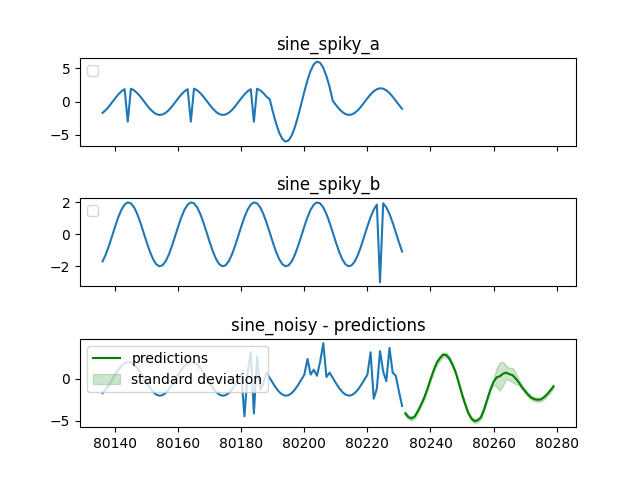 sine_spiky_a
5
0
−5
sine_spiky_b
2
0
−2
sine_noisy - predictions
predictions
standard deviation
0
−5
80140 80160 80180 80200 80220 80240 80260 80280